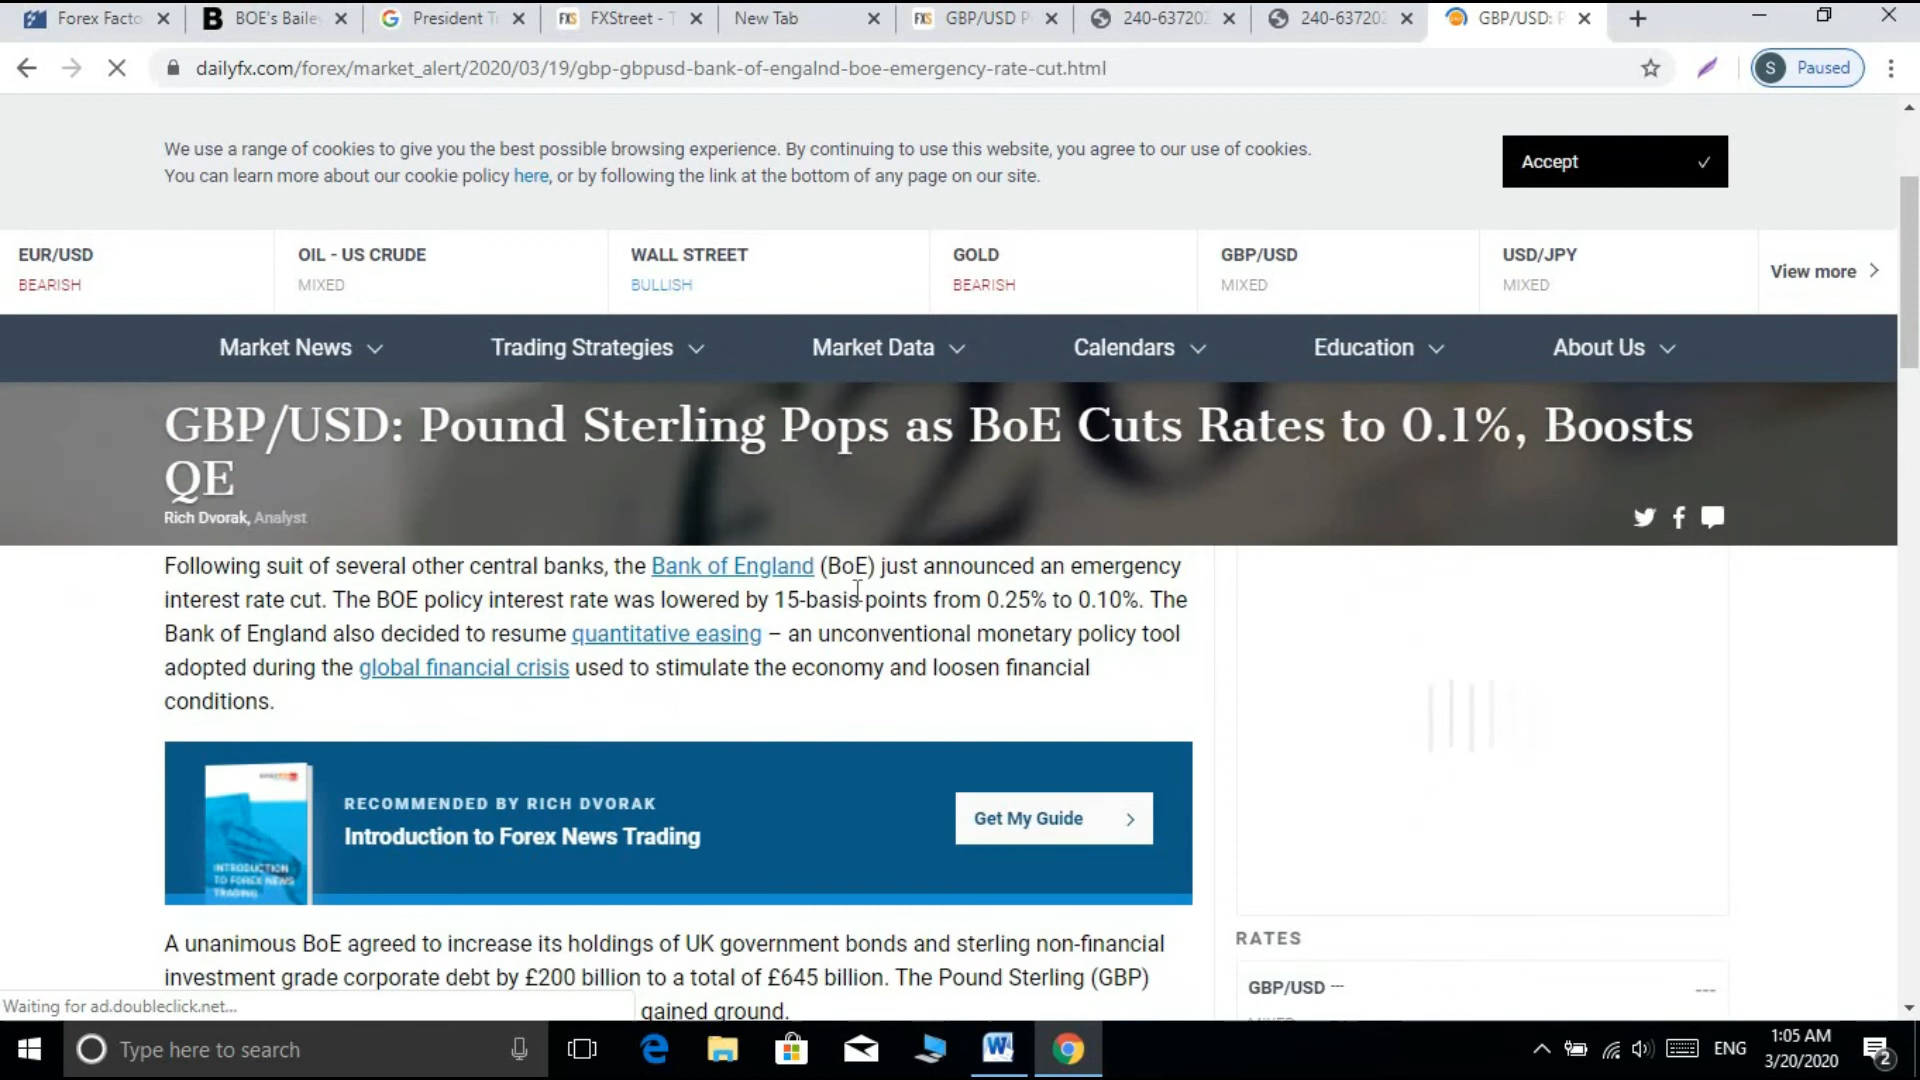 Forex Facto
BOE's Baile
President T
FXStreet - T
New Tab
GBP/USD P
240-637202
240-637202
GBP/USD: P
dailyfx.com/forex/market_alert/2020/03/19/gbp-gbpusd-bank-of-engalnd-boe-emergency-rate-cut.html
S Paused
We use a range of cookies to give you the best possible browsing experience. By continuing to use this website, you agree to our use of cookies.
You can learn more about our cookie policy here, or by following the link at the bottom of any page on our site.
Accept
EUR/USD OIL - US CRUDE WALL STREET GOLD GBP/USD USD/JPY
BEARISH MIXED BULLISH BEARISH MIXED MIXED
View more
Market News Trading Strategies Market Data Calendars Education About Us
GBP/USD: Pound Sterling Pops as BoE Cuts Rates to 0.1%, Boosts
QE
Rich Dvorak, Analyst
Following suit of several other central banks, the Bank of England (BoE) just announced an emergency
interest rate cut. The BOE policy interest rate was lowered by 15-basis-points from 0.25% to 0.10%. The
Bank of England also decided to resume quantitative easing – an unconventional monetary policy tool
adopted during the global financial crisis used to stimulate the economy and loosen financial
conditions.
INTRODUCTION
TO FOREX NEWS
TRADING
RECOMMENDED BY RICH DVORAK
Introduction to Forex News Trading
Get My Guide
A unanimous BoE agreed to increase its holdings of UK government bonds and sterling non-financial
investment grade corporate debt by £200 billion to a total of £645 billion. The Pound Sterling (GBP)
gained ground.
RATES
GBP/USD --- ---
Waiting for ad.doubleclick.net...
Type here to search
ENG
1:05 AM
3/20/2020
2